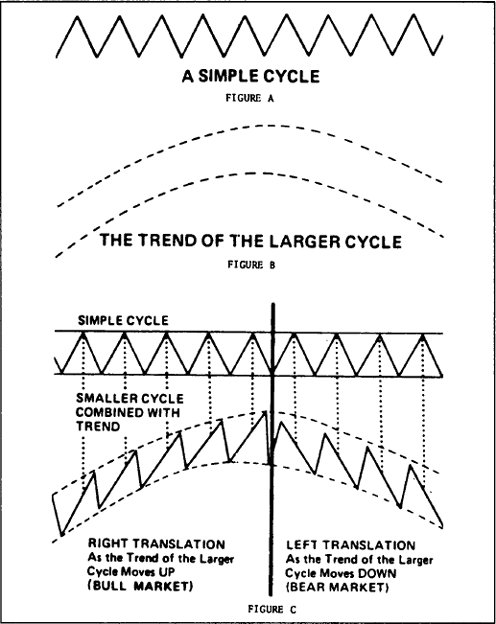 A SIMPLE CYCLE
FIGURE A
THE TREND OF THE LARGER CYCLE
FIGURE B
SIMPLE CYCLE
SMALLER CYCLE
COMBINED WITH
TREND
RIGHT TRANSLATION
As the Trend of the Larger
Cycle Moves UP
(BULL MARKET)
LEFT TRANSLATION
As the Trend of the Larger
Cycle Moves DOWN
(BEAR MARKET)
FIGURE C